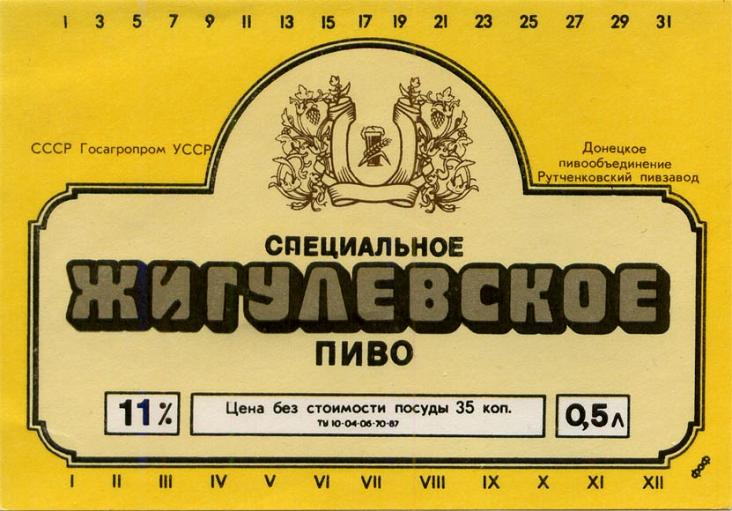 1 3 5 7 9 11 13 15 17 19 21 23 25 27 29 31
СССР Госагропром УССР
Донецкое
пивообъединение
Рутченковский пивзавод
СПЕЦИАЛЬНОЕ
ЖИГУЛЕВСКОЕ
ПИВО
11%
Цена без стоимости посуды 35 коп.
ТУ 10-04-06-70-87
0,5л
I II III IV V VI VII VIII IX X XI XII
фоф